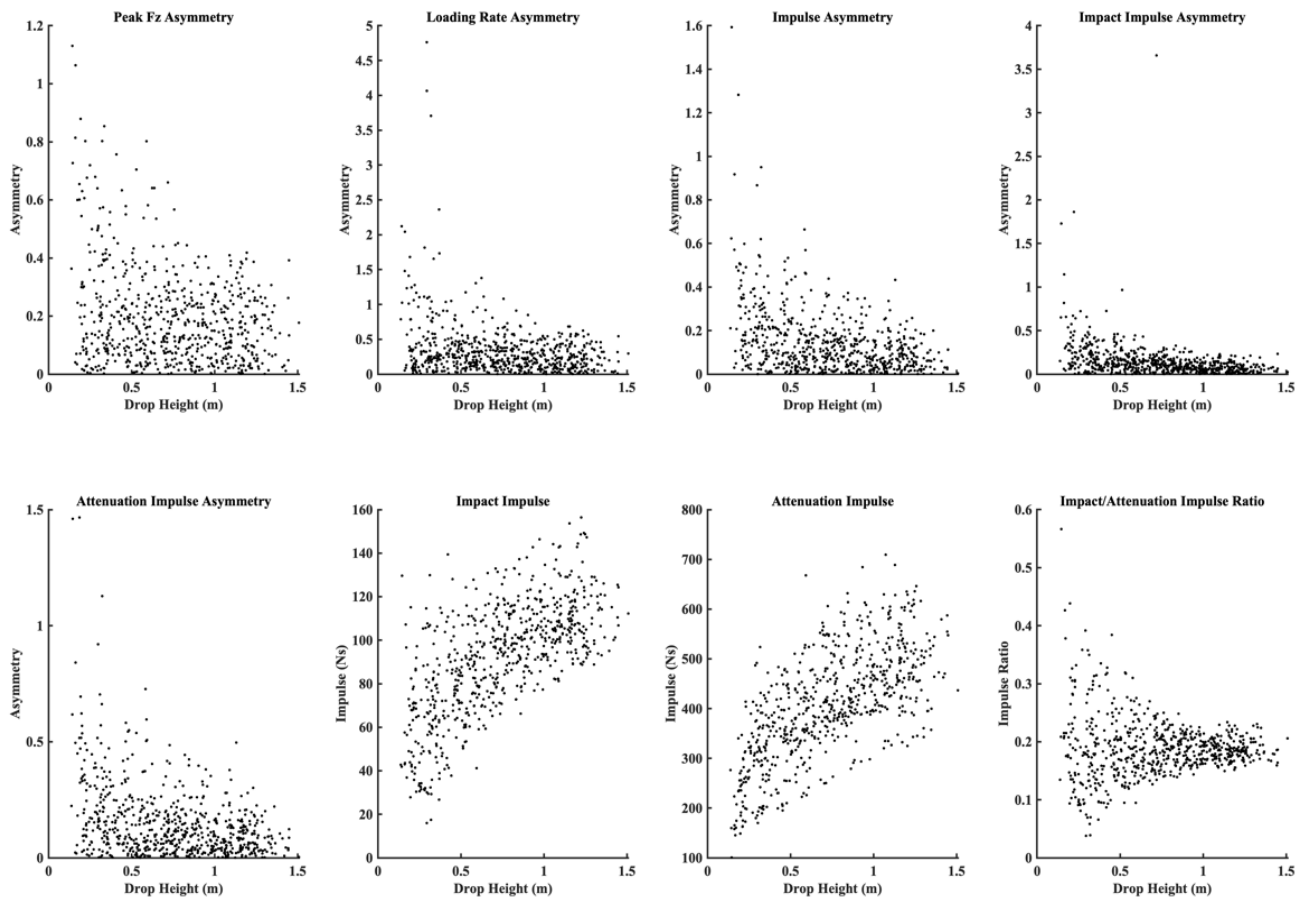 Peak Fz Asymmetry
Asymmetry
1.2
1
0.8
0.6
0.4
0.2
0
0 0.5 1 1.5
Drop Height (m)
Loading Rate Asymmetry
Asymmetry
5
4.5
4
3.5
3
2.5
2
1.5
1
0.5
0
0 0.5 1 1.5
Drop Height (m)
Impulse Asymmetry
Asymmetry
1.6
1.4
1.2
1
0.8
0.6
0.4
0.2
0
0 0.5 1 1.5
Drop Height (m)
Impact Impulse Asymmetry
Asymmetry
4
3.5
3
2.5
2
1.5
1
0.5
0
0 0.5 1 1.5
Drop Height (m)
Attenuation Impulse Asymmetry
Asymmetry
1.5
1
0.5
0
0 0.5 1 1.5
Drop Height (m)
Impact Impulse
Impulse (Ns)
160
140
120
100
80
60
40
20
0
0 0.5 1 1.5
Drop Height (m)
Attenuation Impulse
Impulse (Ns)
800
700
600
500
400
300
200
100
0 0.5 1 1.5
Drop Height (m)
Impact/Attenuation Impulse Ratio
Impulse Ratio
0.6
0.5
0.4
0.3
0.2
0.1
0
0 0.5 1 1.5
Drop Height (m)